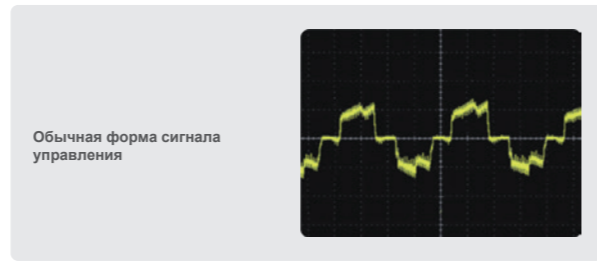 Обычная форма сигнала
управления